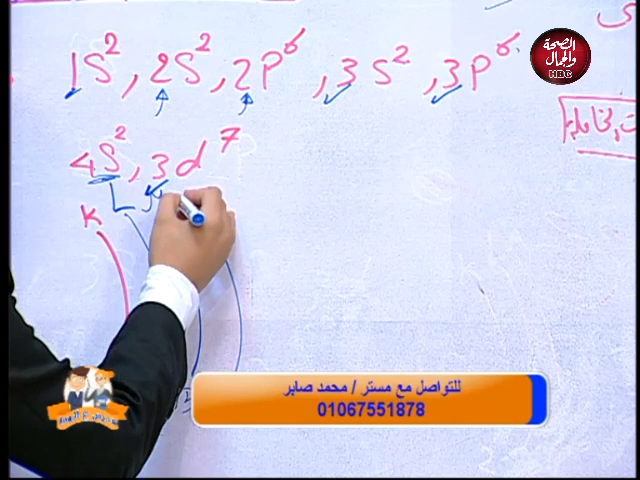 الصحة
والجمال
HBC
1S², 2S², 2P⁶, 3S², 3P⁶.
4S², 3d⁷
K L
للتواصل مع مستر / محمد صابر
01067551878